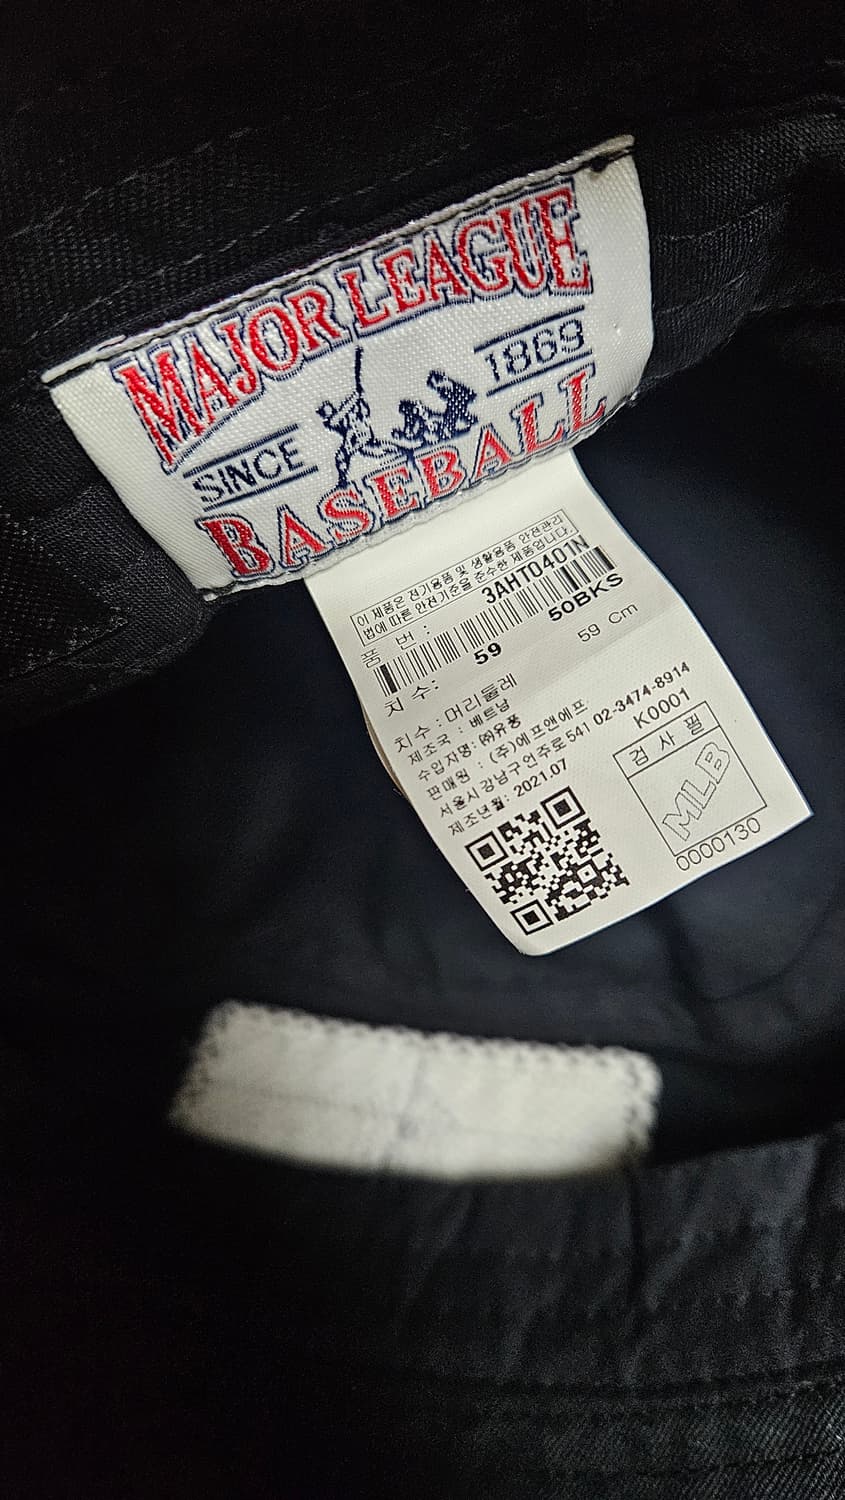 MAJOR LEAGUE
SINCE 1869
BASEBALL
이 제품은 전기용품 및 생활용품 안전관리
법에 따른 안전기준을 준수한 제품입니다.
품 번 : 3AHT0401N
50BKS
치 수: 59
치수 : 머리둘레 59 Cm
제조국 : 베트남
수입자명: ㈜유풍
판매원 : (주)에프앤에프
서울시 강남구 언주로 541 02-3474-8914
제조년월: 2021.07
K0001
검 사 필
MLB
0000130